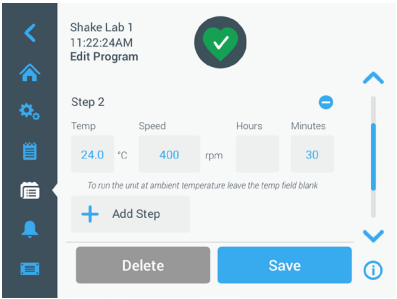 Shake Lab 1
11:22:24AM
Edit Program
Step 2
Temp Speed Hours Minutes
24.0 °C 400 rpm 30
To run the unit at ambient temperature leave the temp field blank
+ Add Step
Delete Save